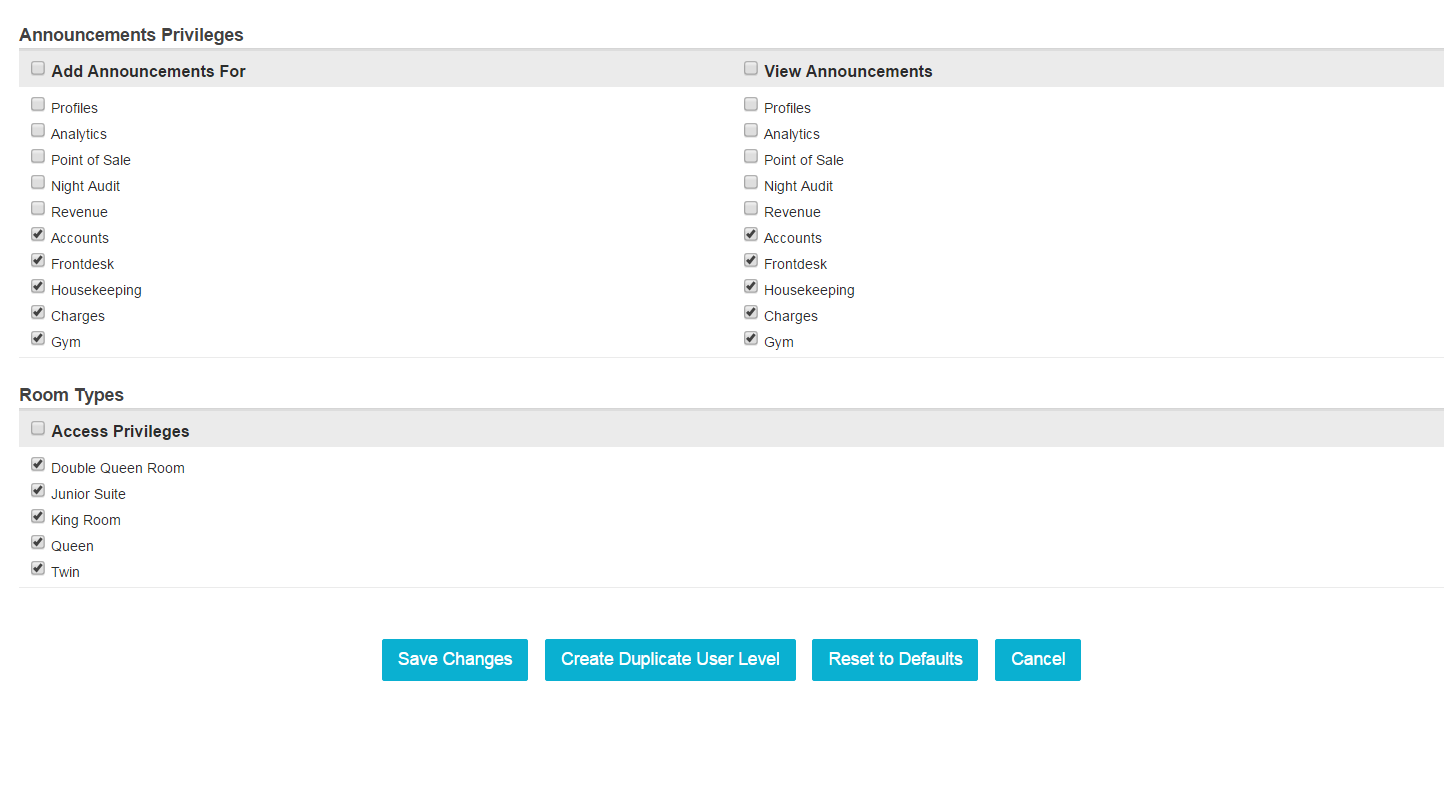 Announcements Privileges
Add Announcements For
View Announcements
Profiles
Profiles
Analytics
Analytics
Point of Sale
Point of Sale
Night Audit
Night Audit
Revenue
Revenue
Accounts
Accounts
Frontdesk
Frontdesk
Housekeeping
Housekeeping
Charges
Charges
Gym
Gym
Room Types
Access Privileges
Double Queen Room
Junior Suite
King Room
Queen
Twin
Save Changes
Create Duplicate User Level
Reset to Defaults
Cancel